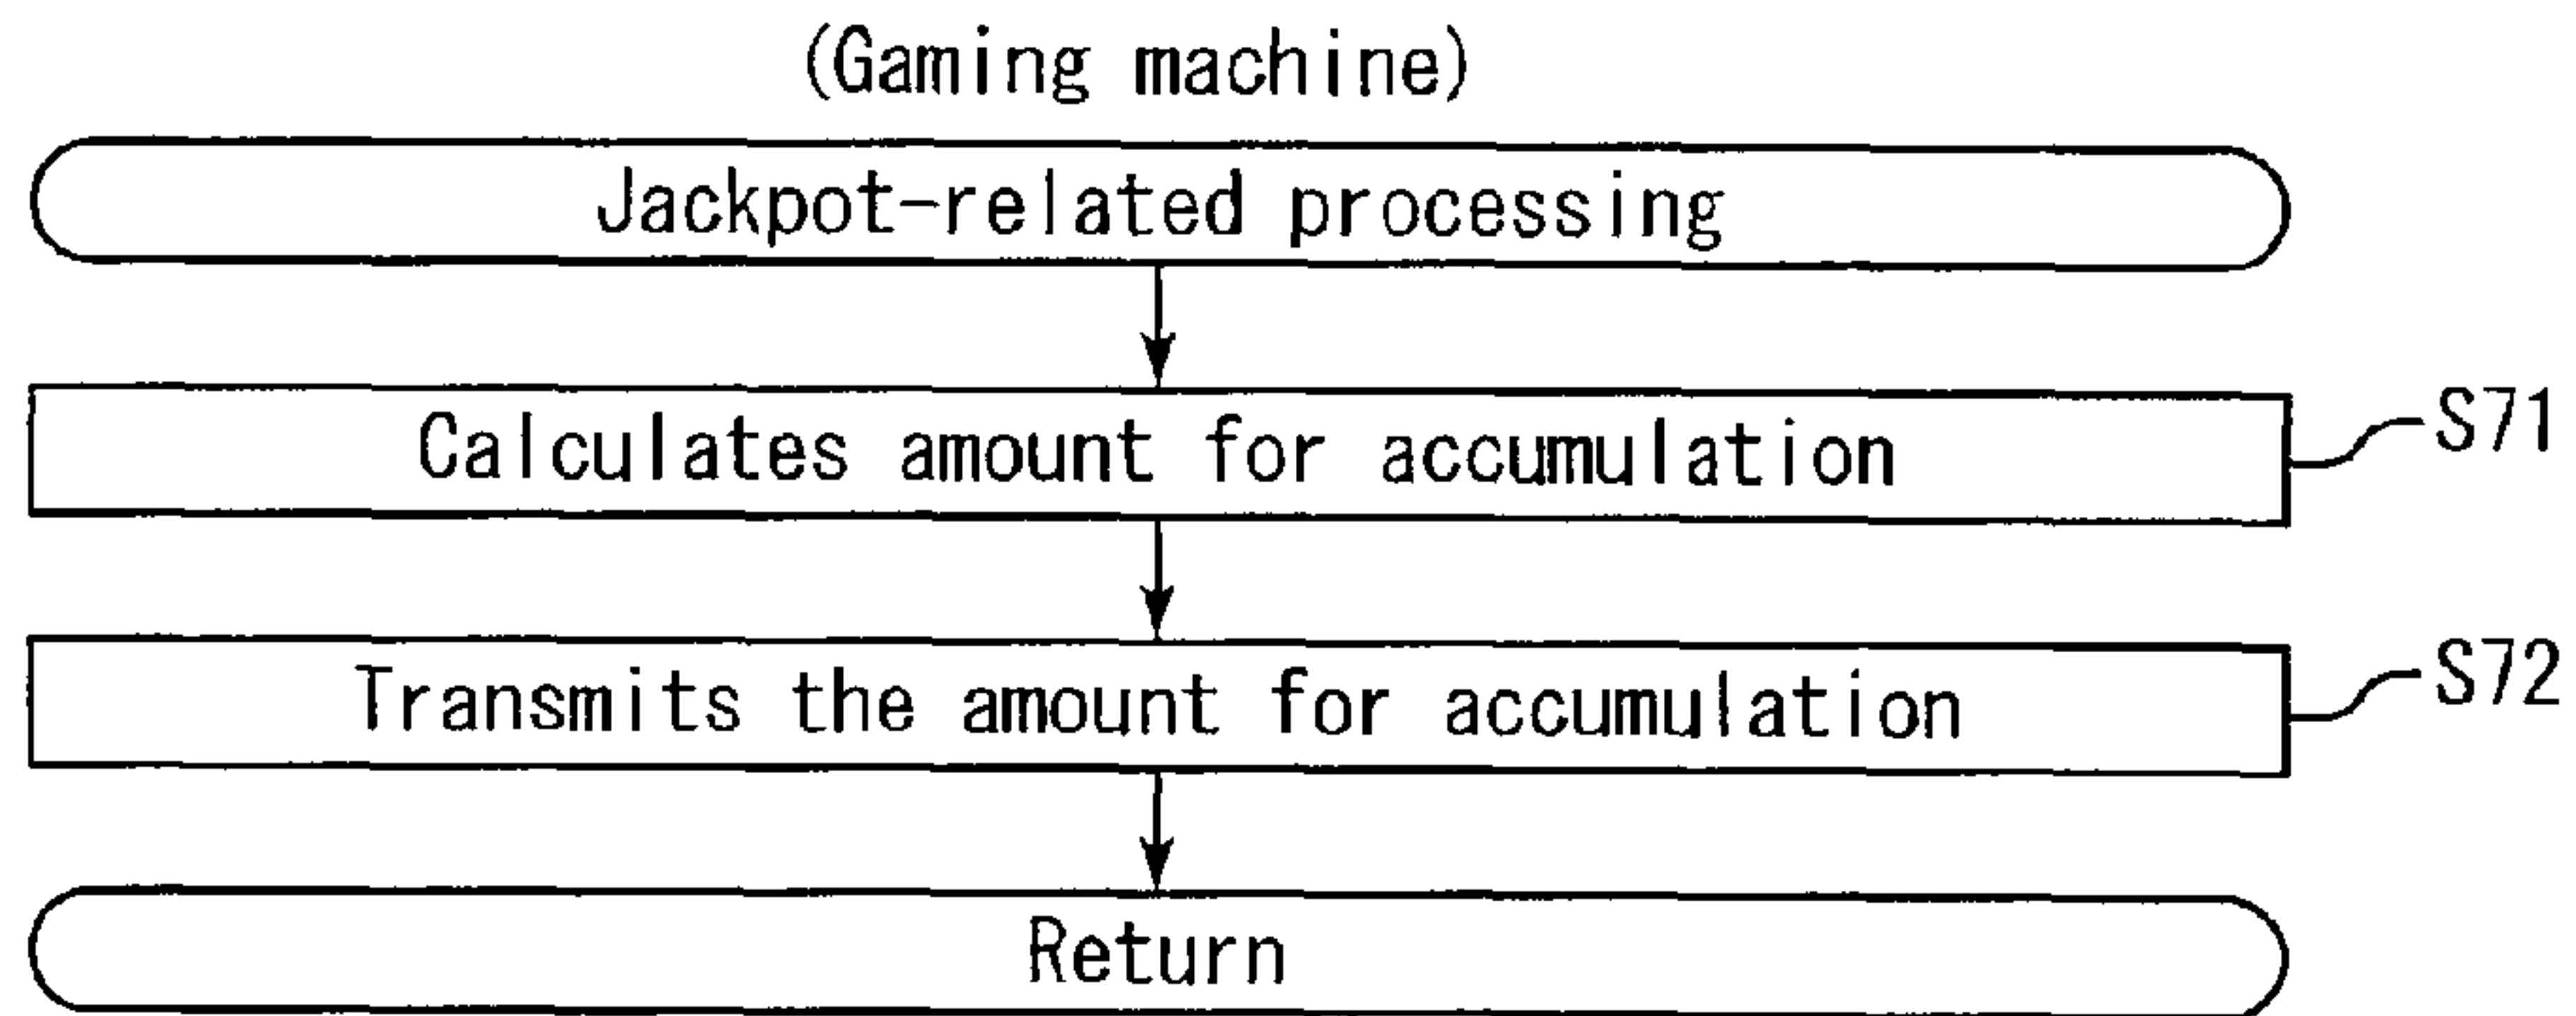 (Gaming machine)
Jackpot-related processing
Calculates amount for accumulation
S71
Transmits the amount for accumulation
S72
Return